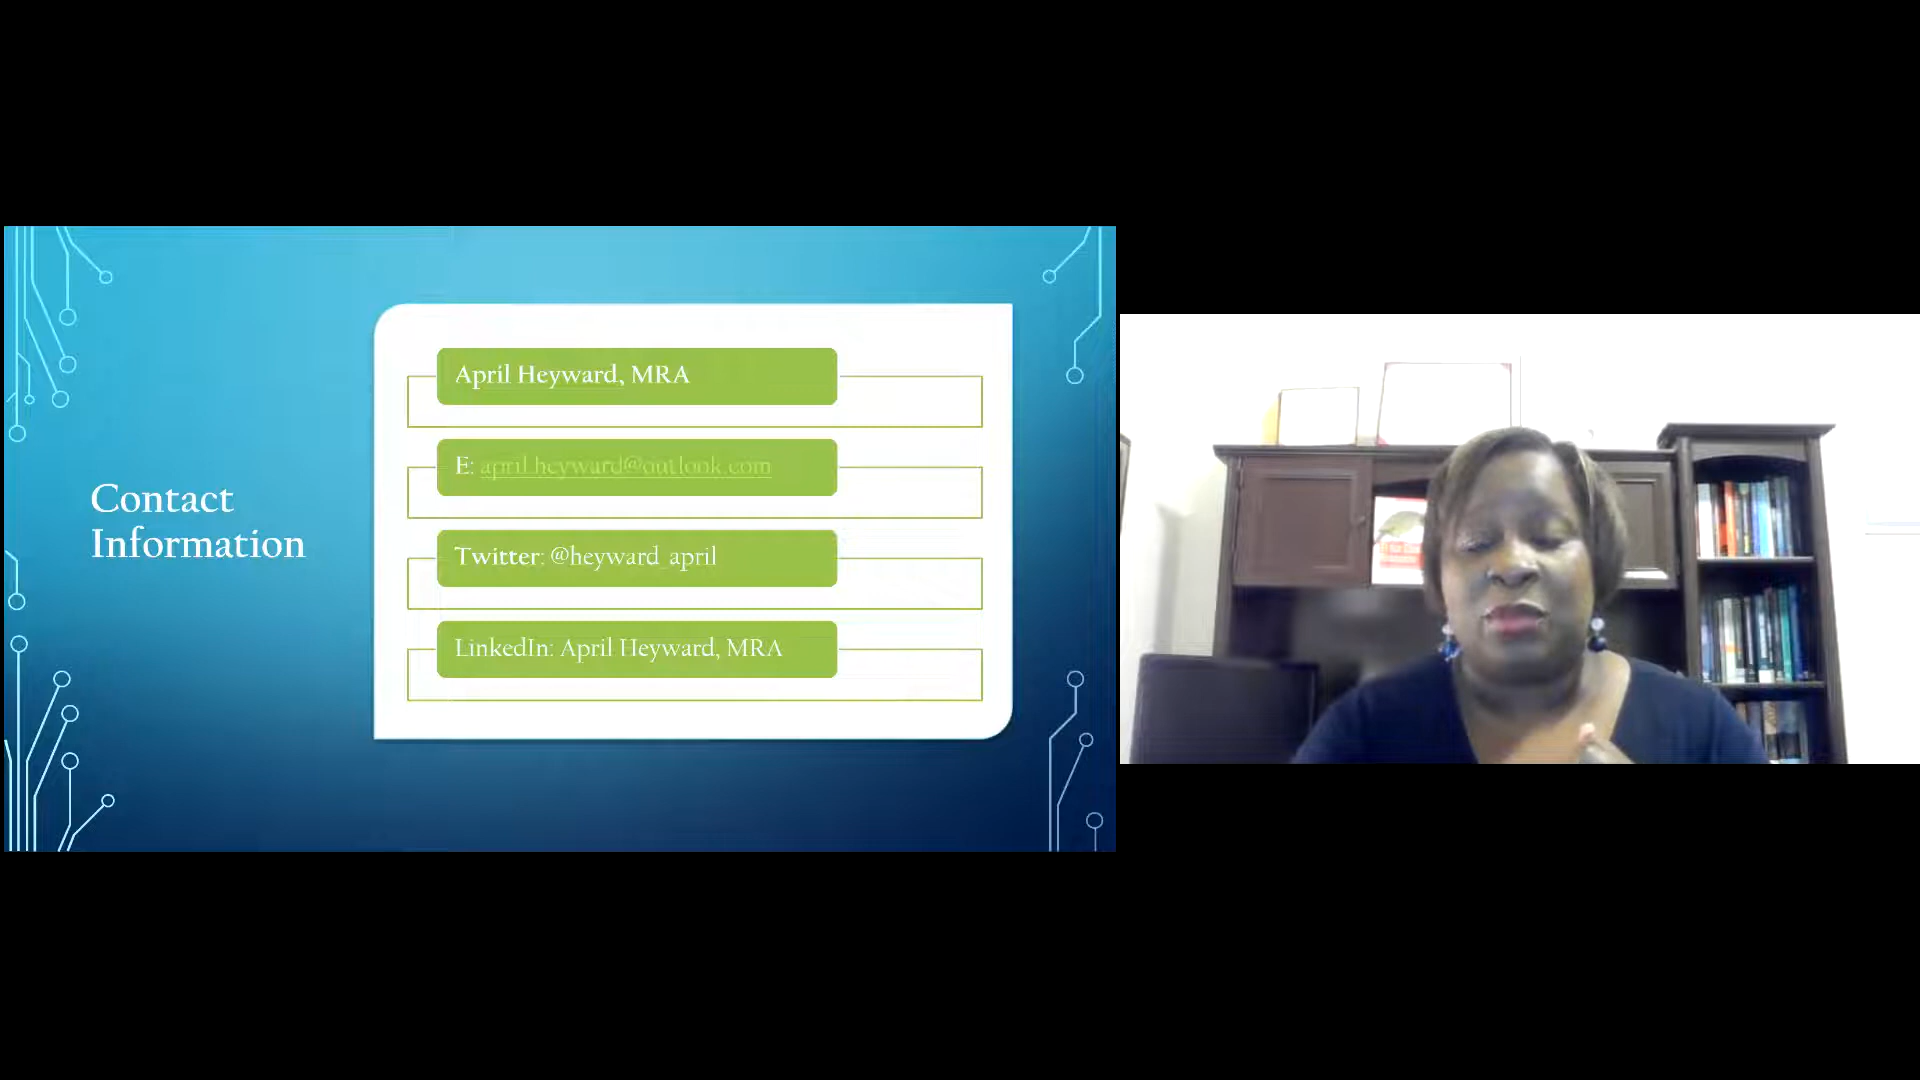 Contact
Information
April Heyward, MRA
E: april.heyward@outlook.com
Twitter: @heyward_april
LinkedIn: April Heyward, MRA